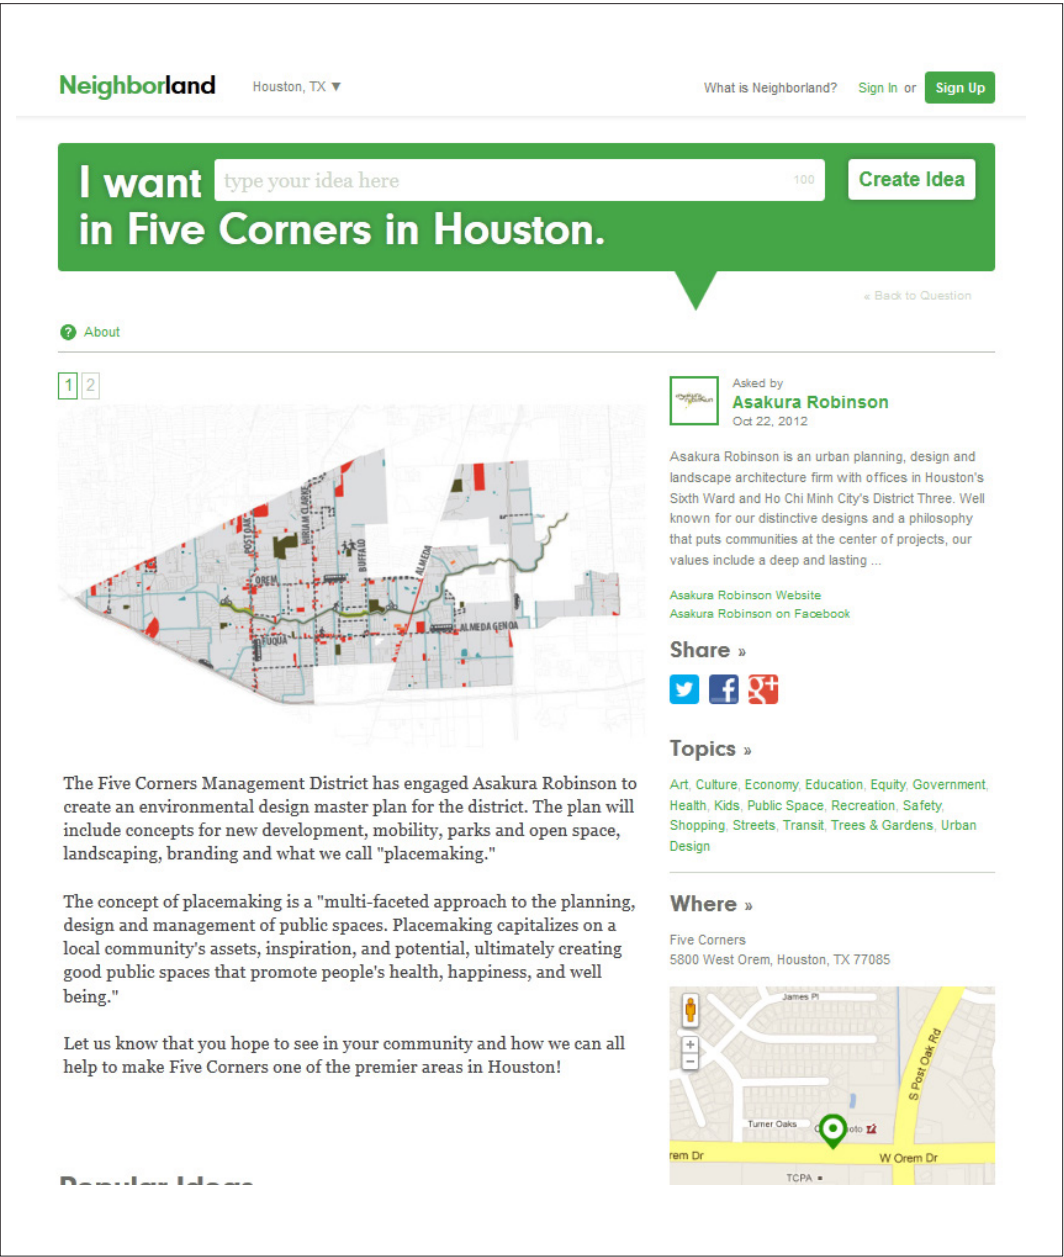 Neighborland
Houston, TX ▼
What is Neighborland?
Sign In or
Sign Up
I want
type your idea here
100
Create Idea
in Five Corners in Houston.
« Back to Question
? About
1 2
POST OAK
HIRIAM CLARKE
BUFFALO
ALMEDA
OREM
FUQUA
ALMEDA GENOA
The Five Corners Management District has engaged Asakura Robinson to
create an environmental design master plan for the district. The plan will
include concepts for new development, mobility, parks and open space,
landscaping, branding and what we call "placemaking."
The concept of placemaking is a "multi-faceted approach to the planning,
design and management of public spaces. Placemaking capitalizes on a
local community's assets, inspiration, and potential, ultimately creating
good public spaces that promote people's health, happiness, and well
being."
Let us know that you hope to see in your community and how we can all
help to make Five Corners one of the premier areas in Houston!
Popular Ideas
Asked by
Asakura Robinson
Oct 22, 2012
Asakura Robinson is an urban planning, design and
landscape architecture firm with offices in Houston's
Sixth Ward and Ho Chi Minh City's District Three. Well
known for our distinctive designs and a philosophy
that puts communities at the center of projects, our
values include a deep and lasting ...
Asakura Robinson Website
Asakura Robinson on Facebook
Share »
Topics »
Art, Culture, Economy, Education, Equity, Government,
Health, Kids, Public Space, Recreation, Safety,
Shopping, Streets, Transit, Trees & Gardens, Urban
Design
Where »
Five Corners
5800 West Orem, Houston, TX 77085
James Pl
S Post Oak Rd
Turner Oaks
rem Dr
W Orem Dr
TCPA